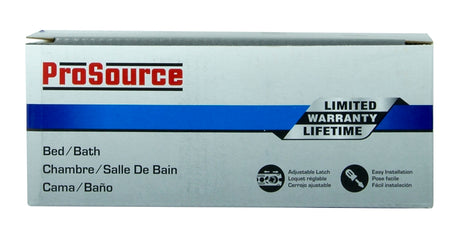 ProSource
LIMITED
WARRANTY
LIFETIME
Bed/Bath
Chambre/Salle De Bain
Cama/Baño
Adjustable Latch
Loquet réglable
Cerrojo ajustable
Easy Installation
Pose facile
Fácil instalación